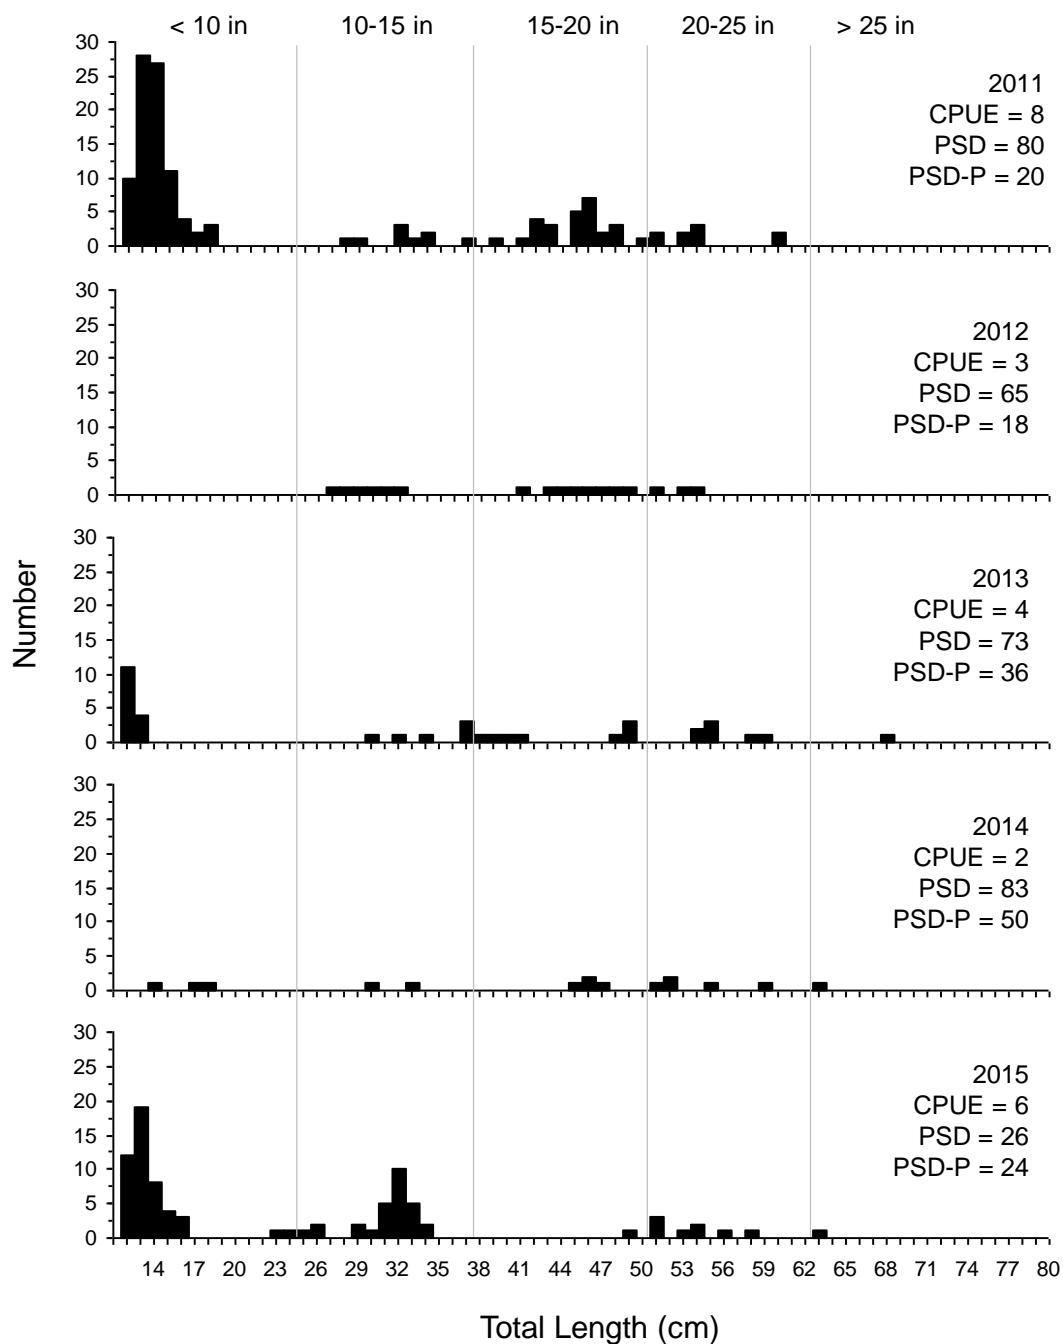 < 10 in 10-15 in 15-20 in 20-25 in > 25 in
30
25
20
15
10
5
0
2011
CPUE = 8
PSD = 80
PSD-P = 20
30
25
20
15
10
5
0
2012
CPUE = 3
PSD = 65
PSD-P = 18
Number
30
25
20
15
10
5
0
2013
CPUE = 4
PSD = 73
PSD-P = 36
30
25
20
15
10
5
0
2014
CPUE = 2
PSD = 83
PSD-P = 50
30
25
20
15
10
5
0
2015
CPUE = 6
PSD = 26
PSD-P = 24
14 17 20 23 26 29 32 35 38 41 44 47 50 53 56 59 62 65 68 71 74 77 80
Total Length (cm)